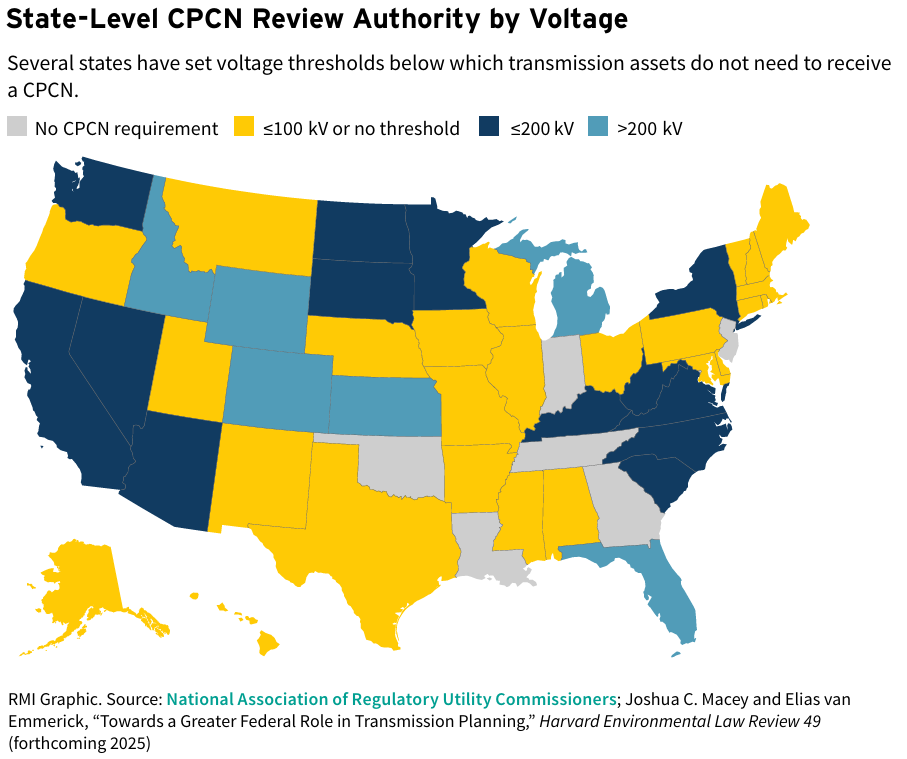 State-Level CPCN Review Authority by Voltage
Several states have set voltage thresholds below which transmission assets do not need to receive
a CPCN.
No CPCN requirement ≤100 kV or no threshold ≤200 kV >200 kV
RMI Graphic. Source: National Association of Regulatory Utility Commissioners; Joshua C. Macey and Elias van
Emmerick, “Towards a Greater Federal Role in Transmission Planning,” Harvard Environmental Law Review 49
(forthcoming 2025)